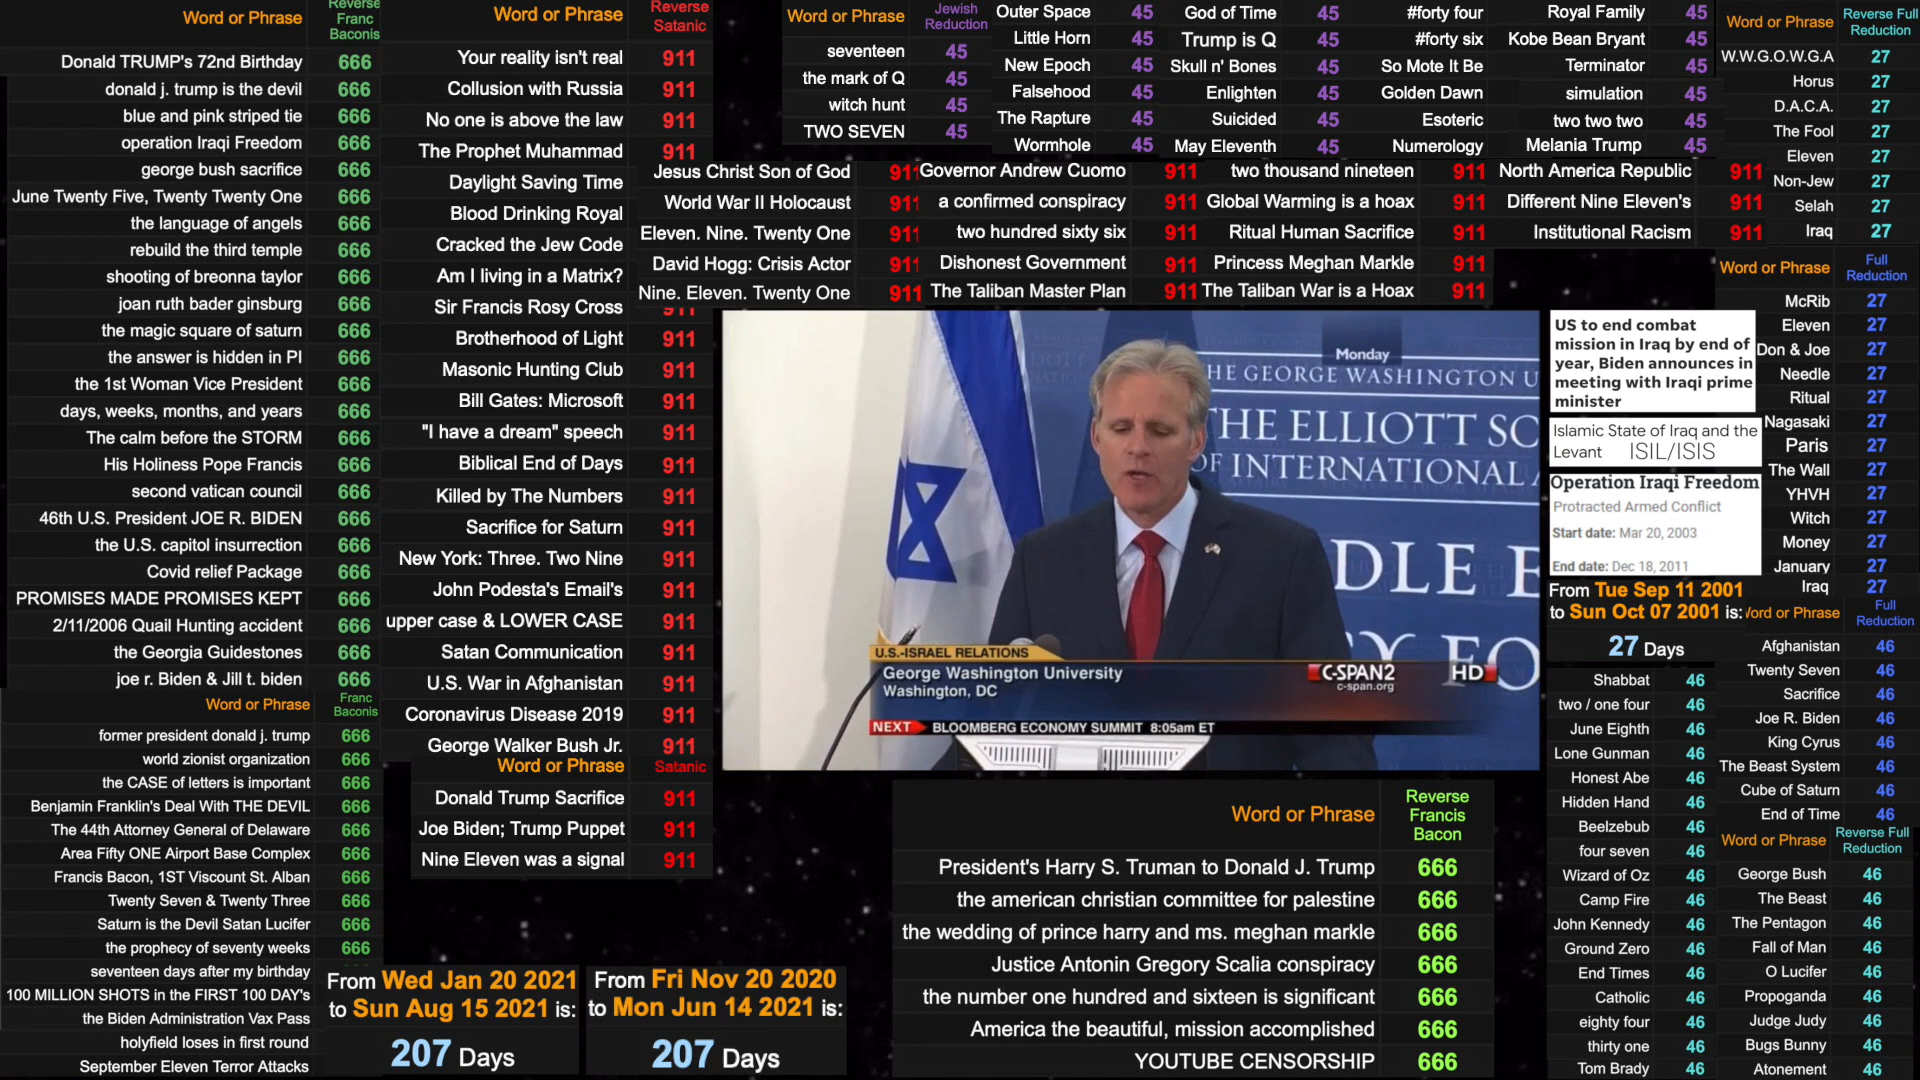 Word or Phrase Reverse Franc Baconis
Donald TRUMP's 72nd Birthday 666
donald j. trump is the devil 666
blue and pink striped tie 666
operation Iraqi Freedom 666
george bush sacrifice 666
June Twenty Five, Twenty Twenty One 666
the language of angels 666
rebuild the third temple 666
shooting of breonna taylor 666
joan ruth bader ginsburg 666
the magic square of saturn 666
the answer is hidden in PI 666
the 1st Woman Vice President 666
days, weeks, months, and years 666
The calm before the STORM 666
His Holiness Pope Francis 666
second vatican council 666
46th U.S. President JOE R. BIDEN 666
the U.S. capitol insurrection 666
Covid relief Package 666
PROMISES MADE PROMISES KEPT 666
2/11/2006 Quail Hunting accident 666
the Georgia Guidestones 666
joe r. Biden & Jill t. biden 666
Word or Phrase Franc Baconis
former president donald j. trump 666
world zionist organization 666
the CASE of letters is important 666
Benjamin Franklin's Deal With THE DEVIL 666
The 44th Attorney General of Delaware 666
Area Fifty ONE Airport Base Complex 666
Francis Bacon, 1ST Viscount St. Alban 666
Twenty Seven & Twenty Three 666
Saturn is the Devil Satan Lucifer 666
the prophecy of seventy weeks 666
seventeen days after my birthday
100 MILLION SHOTS in the FIRST 100 DAY's
the Biden Administration Vax Pass
holyfield loses in first round
September Eleven Terror Attacks
Word or Phrase Reverse Satanic
Your reality isn't real 911
Collusion with Russia 911
No one is above the law 911
The Prophet Muhammad 911
Daylight Saving Time
Blood Drinking Royal
Cracked the Jew Code
Am I living in a Matrix?
Sir Francis Rosy Cross 911
Brotherhood of Light 911
Masonic Hunting Club 911
Bill Gates: Microsoft 911
"I have a dream" speech 911
Biblical End of Days 911
Killed by The Numbers 911
Sacrifice for Saturn 911
New York: Three. Two Nine 911
John Podesta's Email's 911
upper case & LOWER CASE 911
Satan Communication 911
U.S. War in Afghanistan 911
Coronavirus Disease 2019 911
George Walker Bush Jr. 911
Word or Phrase Satanic
Donald Trump Sacrifice 911
Joe Biden; Trump Puppet 911
Nine Eleven was a signal 911
From Wed Jan 20 2021
to Sun Aug 15 2021 is:
207 Days
From Fri Nov 20 2020
to Mon Jun 14 2021 is:
207 Days
Word or Phrase Jewish Reduction
seventeen 45
the mark of Q 45
witch hunt 45
TWO SEVEN 45
Outer Space 45
Little Horn 45
New Epoch 45
Falsehood 45
The Rapture 45
Wormhole 45
God of Time 45
Trump is Q 45
Skull n' Bones 45
Enlighten 45
Suicided 45
May Eleventh 45
#forty four
#forty six
So Mote It Be
Golden Dawn
Esoteric
Numerology
Royal Family 45
Kobe Bean Bryant 45
Terminator 45
simulation 45
two two two 45
Melania Trump 45
Jesus Christ Son of God 911
World War II Holocaust 911
Eleven. Nine. Twenty One 911
David Hogg: Crisis Actor 911
Nine. Eleven. Twenty One 911
Governor Andrew Cuomo 911
a confirmed conspiracy 911
two hundred sixty six 911
Dishonest Government 911
The Taliban Master Plan 911
two thousand nineteen 911
Global Warming is a hoax 911
Ritual Human Sacrifice 911
Princess Meghan Markle 911
The Taliban War is a Hoax 911
North America Republic 911
Different Nine Eleven's 911
Institutional Racism 911
Monday
THE GEORGE WASHINGTON U
THE ELLIOTT SC
OF INTERNATIONAL A
DLE E
Y FO
U.S.-ISRAEL RELATIONS
George Washington University
Washington, DC
C-SPAN2
c-span.org
HD
NEXT BLOOMBERG ECONOMY SUMMIT 8:05am ET
Word or Phrase Reverse Francis Bacon
President's Harry S. Truman to Donald J. Trump 666
the american christian committee for palestine 666
the wedding of prince harry and ms. meghan markle 666
Justice Antonin Gregory Scalia conspiracy 666
the number one hundred and sixteen is significant 666
America the beautiful, mission accomplished 666
YOUTUBE CENSORSHIP 666
US to end combat
mission in Iraq by end of
year, Biden announces in
meeting with Iraqi prime
minister
Islamic State of Iraq and the
Levant ISIL/ISIS
Operation Iraqi Freedom
Protracted Armed Conflict
Start date: Mar 20, 2003
End date: Dec 18, 2011
From Tue Sep 11 2001
to Sun Oct 07 2001 is:
27 Days
Shabbat 46
two / one four 46
June Eighth 46
Lone Gunman 46
Honest Abe 46
Hidden Hand 46
Beelzebub 46
four seven 46
Wizard of Oz 46
Camp Fire 46
John Kennedy 46
Ground Zero 46
End Times 46
Catholic 46
eighty four 46
thirty one 46
Tom Brady 46
Word or Phrase Reverse Full Reduction
W.W.G.O.W.G.A 27
Horus 27
D.A.C.A. 27
The Fool 27
Eleven 27
Non-Jew 27
Selah 27
Iraq 27
Word or Phrase Full Reduction
McRib 27
Eleven 27
Don & Joe 27
Needle 27
Ritual 27
Nagasaki 27
Paris 27
The Wall 27
YHVH 27
Witch 27
Money 27
January 27
Iraq 27
Word or Phrase Full Reduction
Afghanistan 46
Twenty Seven 46
Sacrifice 46
Joe R. Biden 46
King Cyrus 46
The Beast System 46
Cube of Saturn 46
End of Time 46
Word or Phrase Reverse Full Reduction
George Bush 46
The Beast 46
The Pentagon 46
Fall of Man 46
O Lucifer 46
Propoganda 46
Judge Judy 46
Bugs Bunny 46
Atonement 46